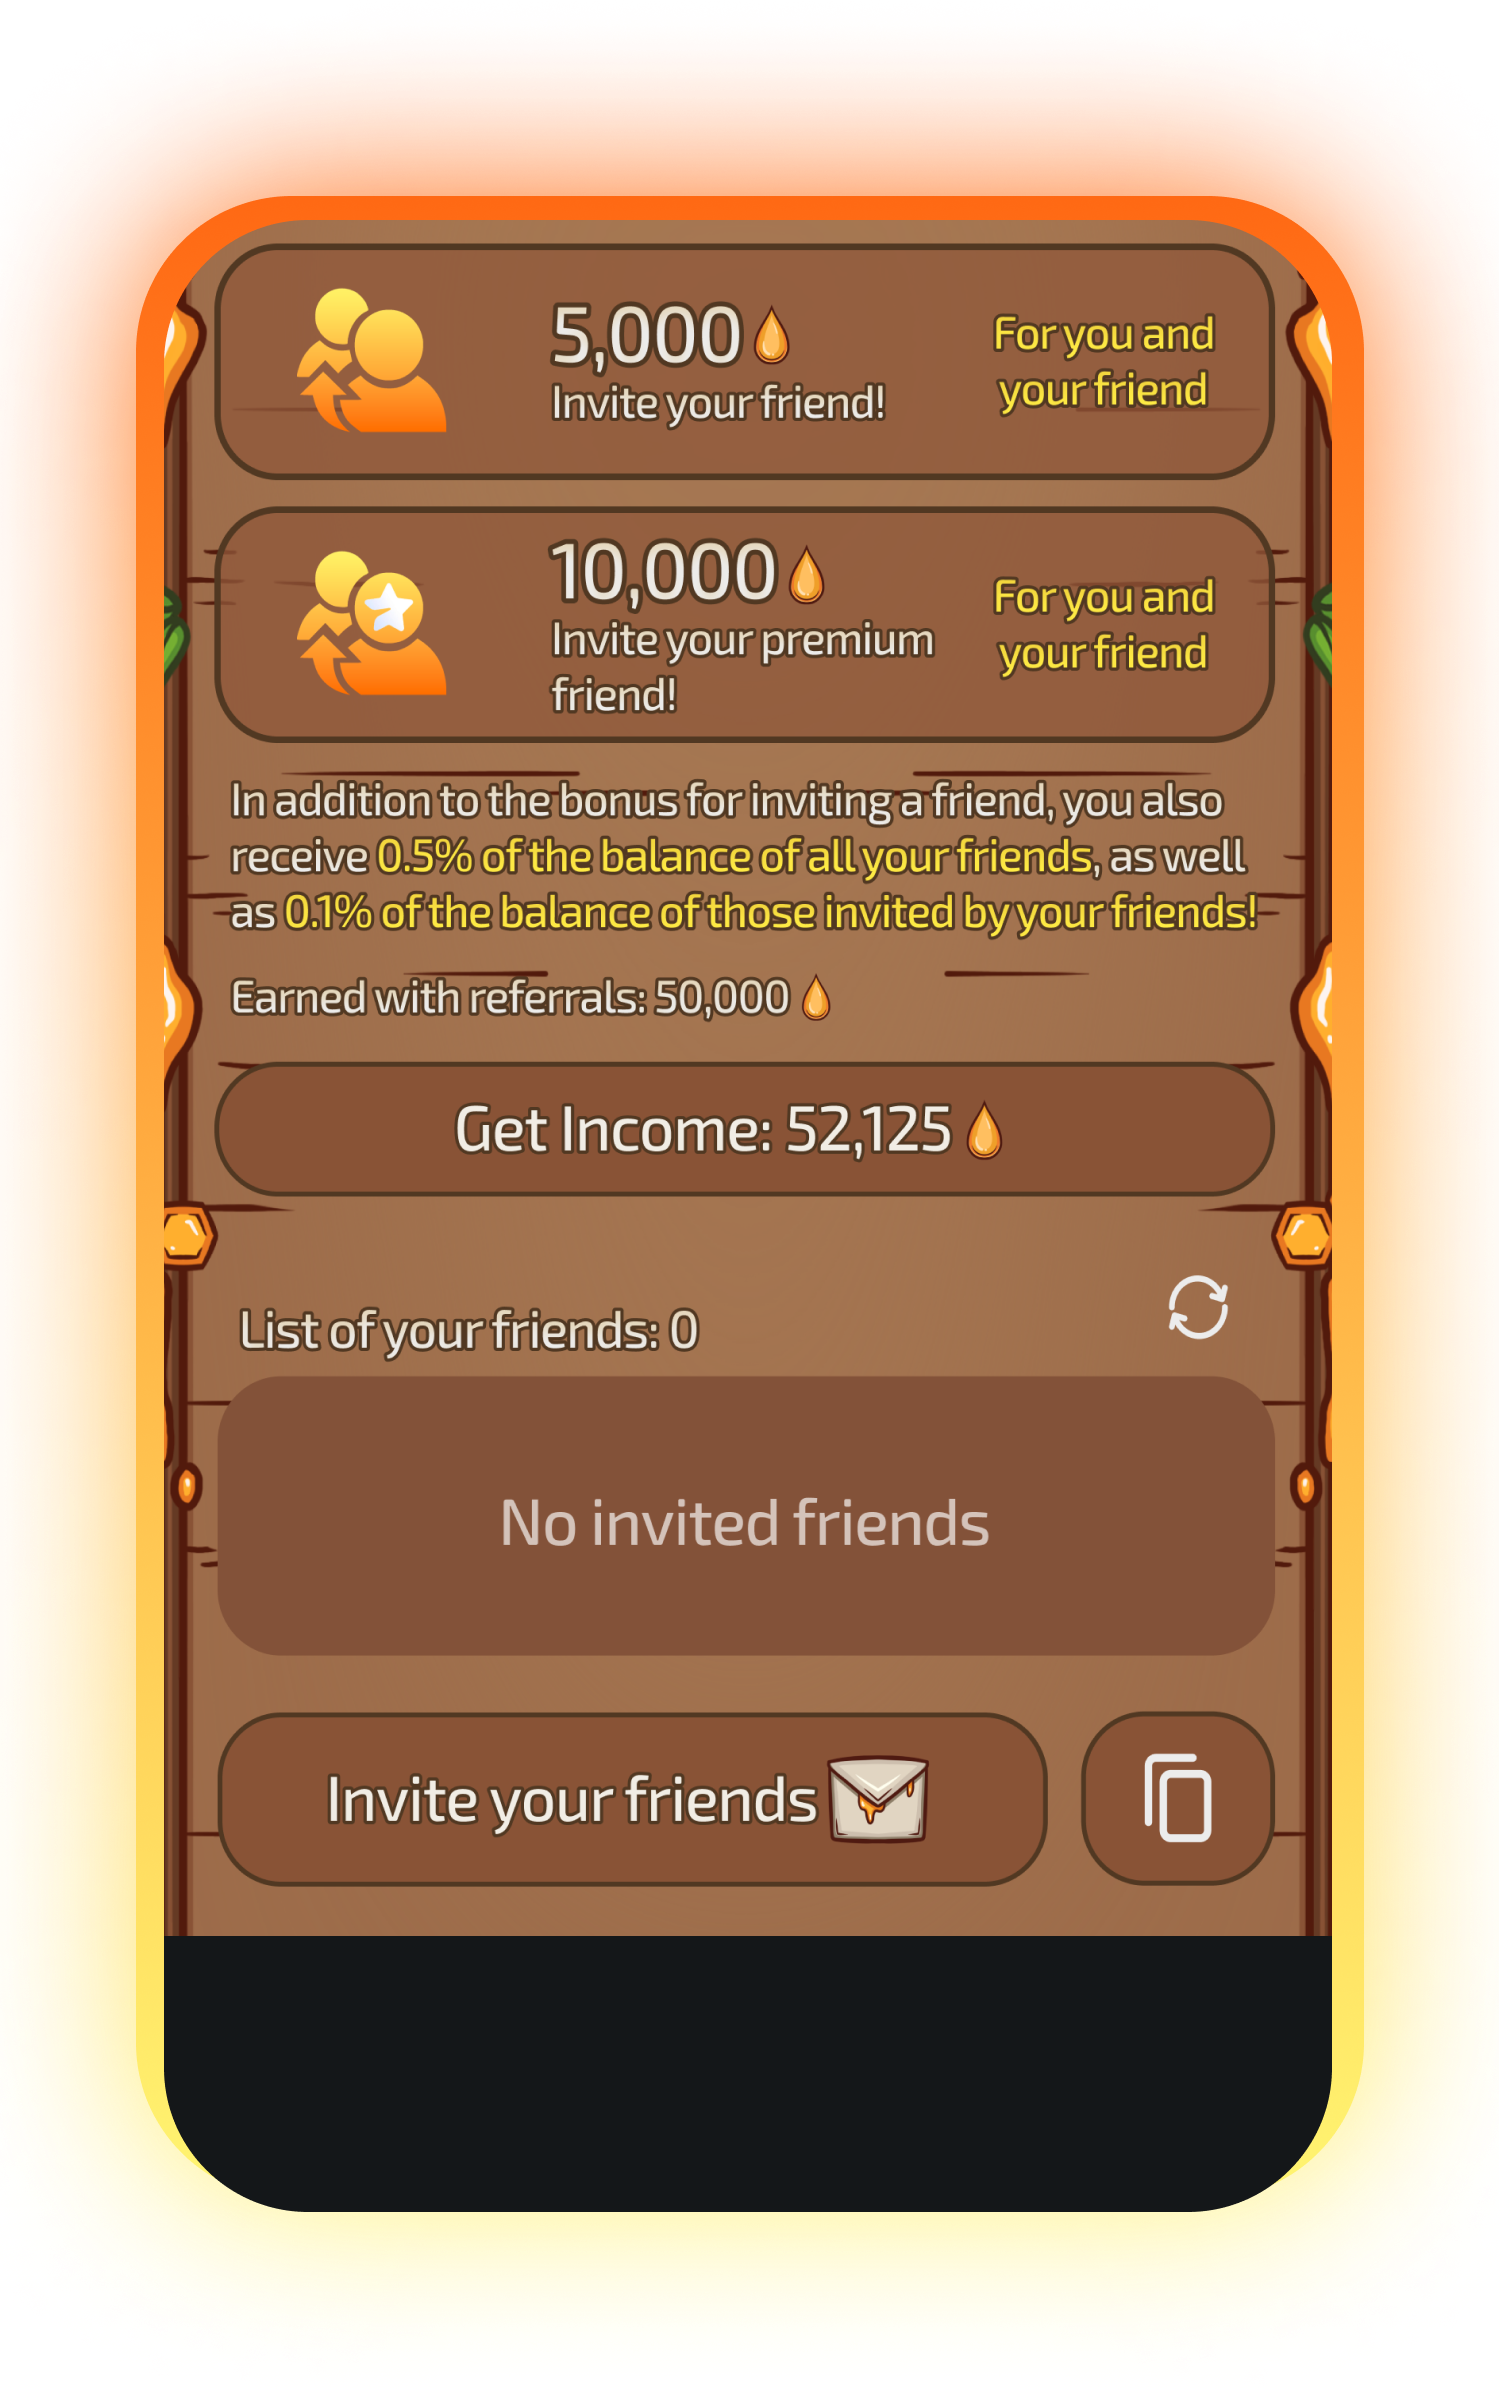 5,000
Invite your friend!
For you and
your friend
10,000
Invite your premium
friend!
For you and
your friend
In addition to the bonus for inviting a friend, you also
receive 0.5% of the balance of all your friends, as well
as 0.1% of the balance of those invited by your friends!
Earned with referrals: 50,000
Get Income: 52,125
List of your friends: 0
No invited friends
Invite your friends